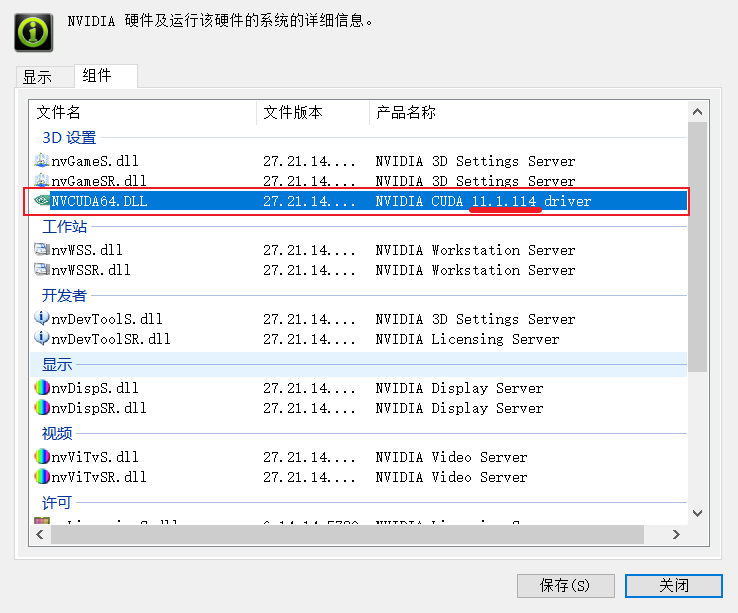 NVIDIA 硬件及运行该硬件的系统的详细信息。
显示 组件
文件名 文件版本 产品名称
3D 设置
nvGameS.dll 27.21.14.... NVIDIA 3D Settings Server
nvGameSR.dll 27.21.14.... NVIDIA 3D Settings Server
NVCUDA64.DLL 27.21.14.... NVIDIA CUDA 11.1.114 driver
工作站
nvWSS.dll 27.21.14.... NVIDIA Workstation Server
nvWSSR.dll 27.21.14.... NVIDIA Workstation Server
开发者
nvDevToolS.dll 27.21.14.... NVIDIA 3D Settings Server
nvDevToolSR.dll 27.21.14.... NVIDIA Licensing Server
显示
nvDispS.dll 27.21.14.... NVIDIA Display Server
nvDispSR.dll 27.21.14.... NVIDIA Display Server
视频
nvViTvS.dll 27.21.14.... NVIDIA Video Server
nvViTvSR.dll 27.21.14.... NVIDIA Video Server
许可
NVIDIA
保存(S) 关闭